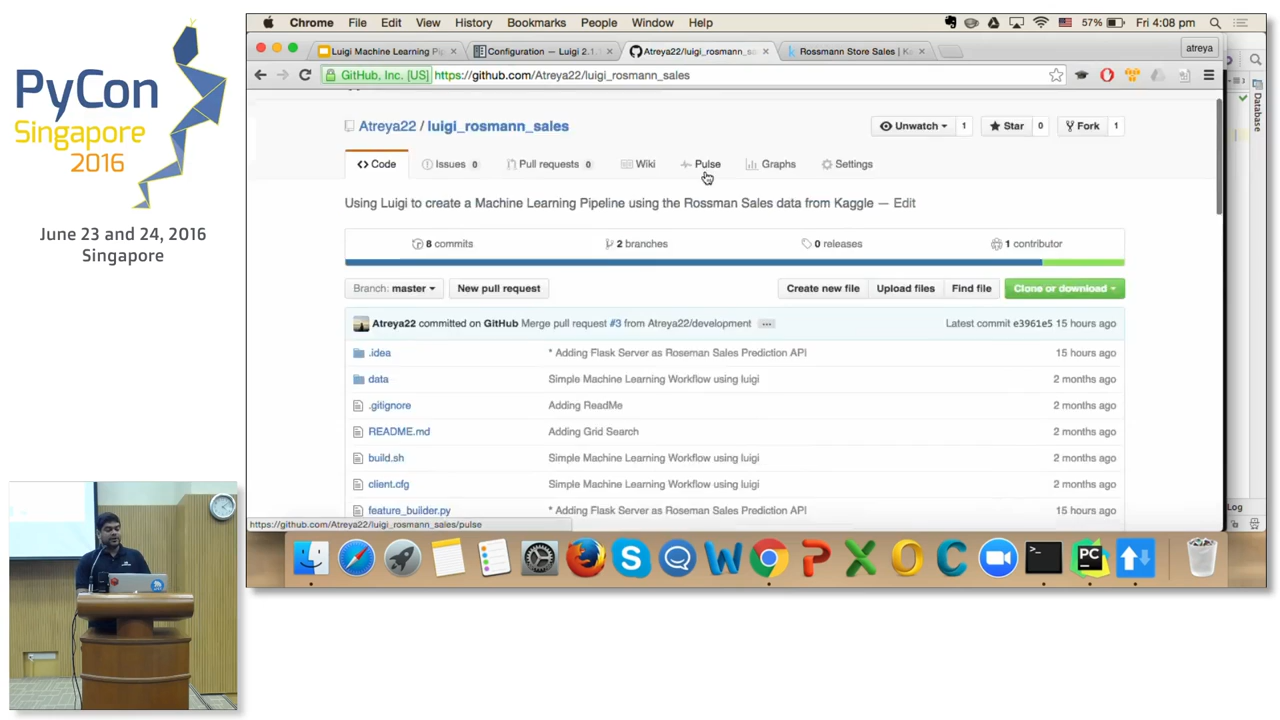 PyCon
Singapore
2016
June 23 and 24, 2016
Singapore
Chrome File Edit View History Bookmarks People Window Help
57% Fri 4:08 pm
Luigi Machine Learning Pip
Configuration — Luigi 2.1.
Atreya22/luigi_rosmann_sa
Rossmann Store Sales | Ka
atreya
GitHub, Inc. [US] https://github.com/Atreya22/luigi_rosmann_sales
Database
Atreya22 / luigi_rosmann_sales
Unwatch 1
Star 0
Fork 1
Code
Issues 0
Pull requests 0
Wiki
Pulse
Graphs
Settings
Using Luigi to create a Machine Learning Pipeline using the Rossman Sales data from Kaggle — Edit
8 commits
2 branches
0 releases
1 contributor
Branch: master
New pull request
Create new file
Upload files
Find file
Clone or download
Atreya22 committed on GitHub Merge pull request #3 from Atreya22/development ...
Latest commit e3961e5 15 hours ago
.idea * Adding Flask Server as Roseman Sales Prediction API 15 hours ago
data Simple Machine Learning Workflow using luigi 2 months ago
.gitignore Adding ReadMe 2 months ago
README.md Adding Grid Search 2 months ago
build.sh Simple Machine Learning Workflow using luigi 2 months ago
client.cfg Simple Machine Learning Workflow using luigi 2 months ago
feature_builder.py * Adding Flask Server as Roseman Sales Prediction API 15 hours ago
Log
https://github.com/Atreya22/luigi_rosmann_sales/pulse
PC